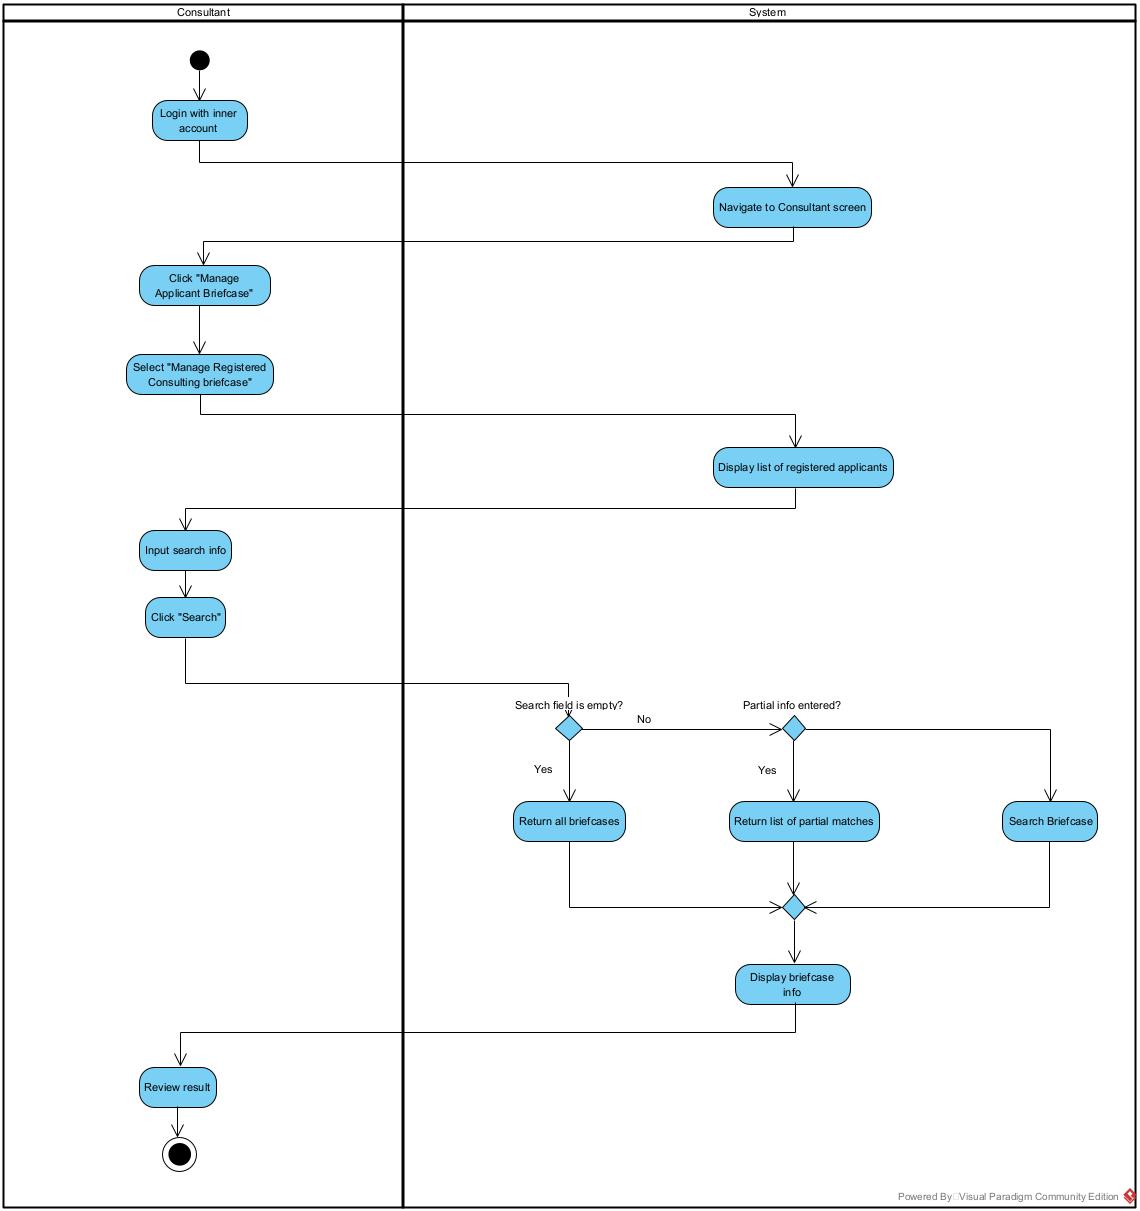 Consultant
System
Login with inner
account
Navigate to Consultant screen
Click "Manage
Applicant Briefcase"
Select "Manage Registered
Consulting briefcase"
Display list of registered applicants
Input search info
Click "Search"
Search field is empty?
Partial info entered?
No
Yes
Yes
Return all briefcases
Return list of partial matches
Search Briefcase
Display briefcase
info
Review result
Powered By Visual Paradigm Community Edition